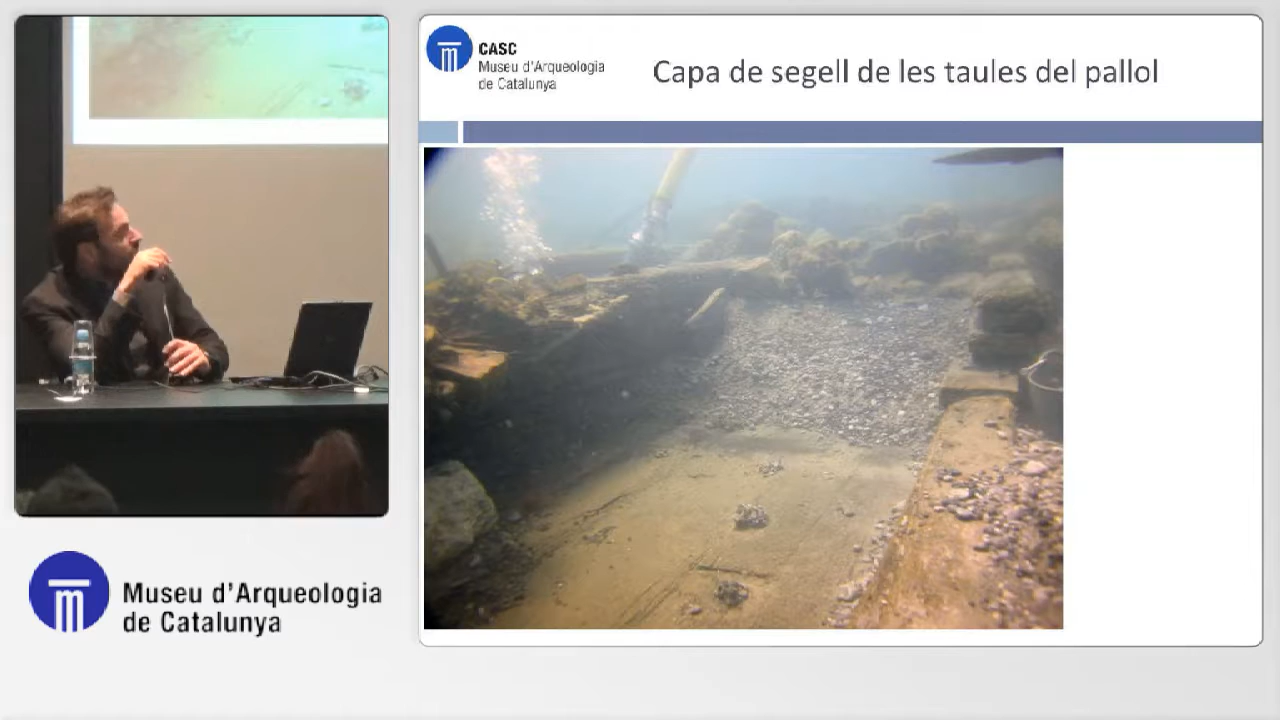 CASC
Museu d'Arqueologia
de Catalunya
Capa de segell de les taules del pallol
Museu d'Arqueologia
de Catalunya